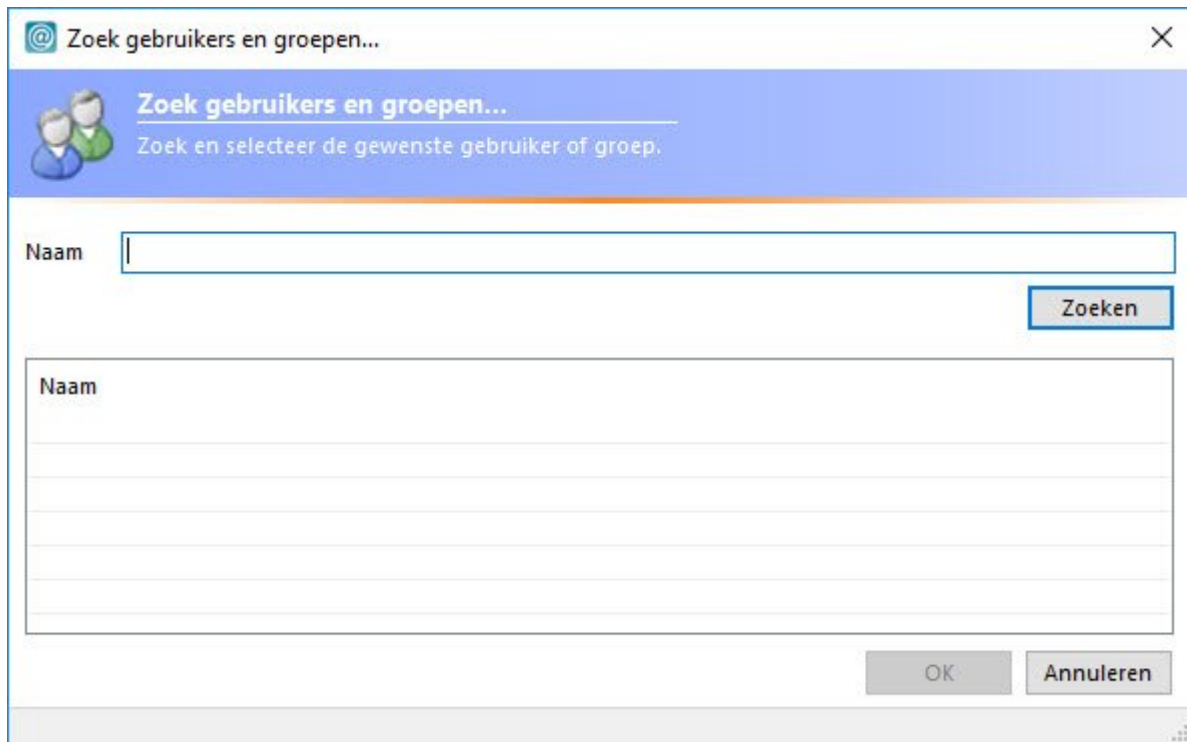 Zoek gebruikers en groepen...
Zoek gebruikers en groepen...
Zoek en selecteer de gewenste gebruiker of groep.
Naam
Zoeken
Naam
OK Annuleren